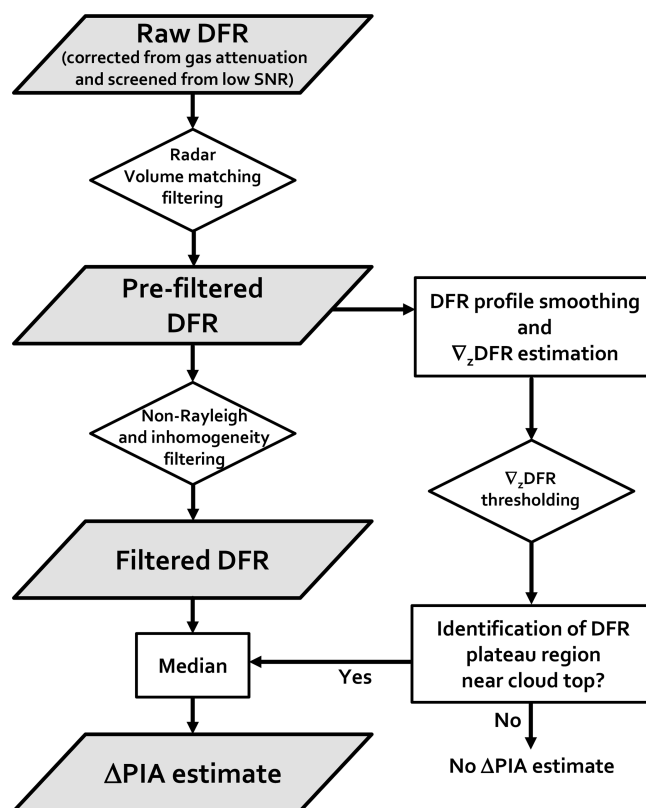 Raw DFR
(corrected from gas attenuation
and screened from low SNR)
Radar
Volume matching
filtering
Pre-filtered
DFR
DFR profile smoothing
and
∇zDFR estimation
Non-Rayleigh
and inhomogeneity
filtering
∇zDFR
thresholding
Filtered DFR
Identification of DFR
plateau region
near cloud top?
Median
Yes
No
ΔPIA estimate
No ΔPIA estimate